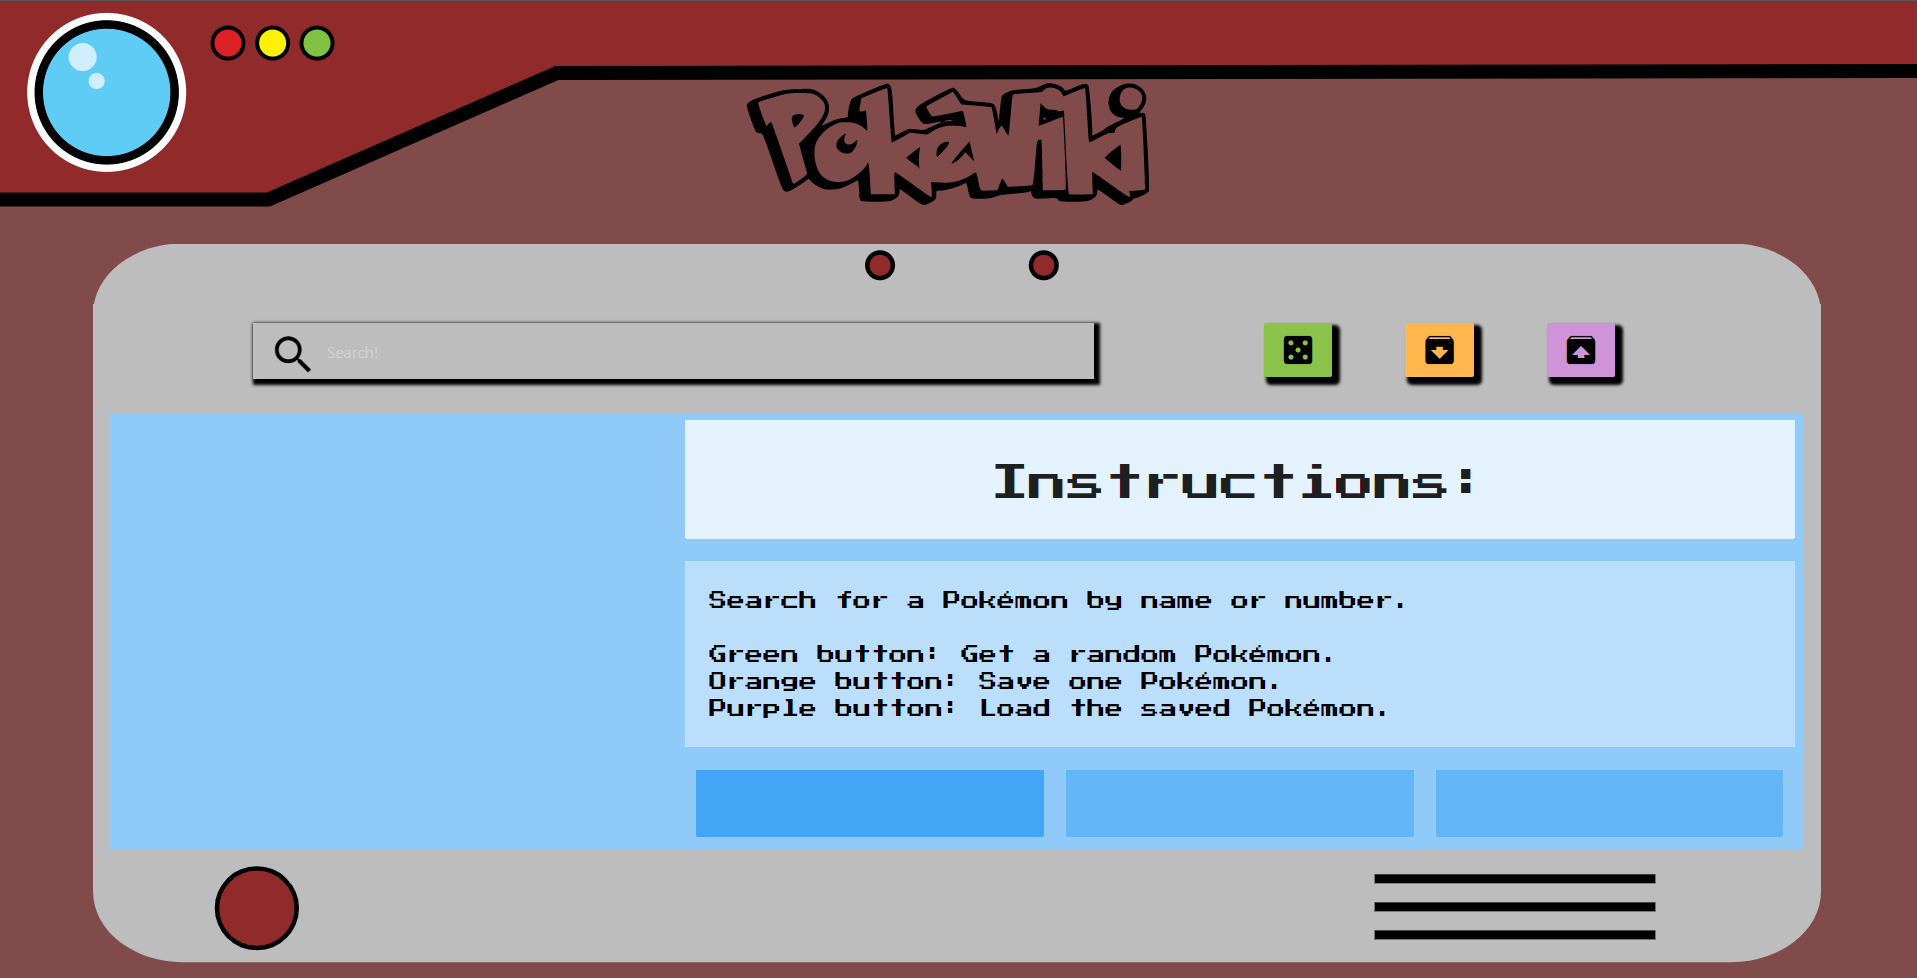 PokéWiki
Search!
Instructions:
Search for a Pokémon by name or number.
Green button: Get a random Pokémon.
Orange button: Save one Pokémon.
Purple button: Load the saved Pokémon.